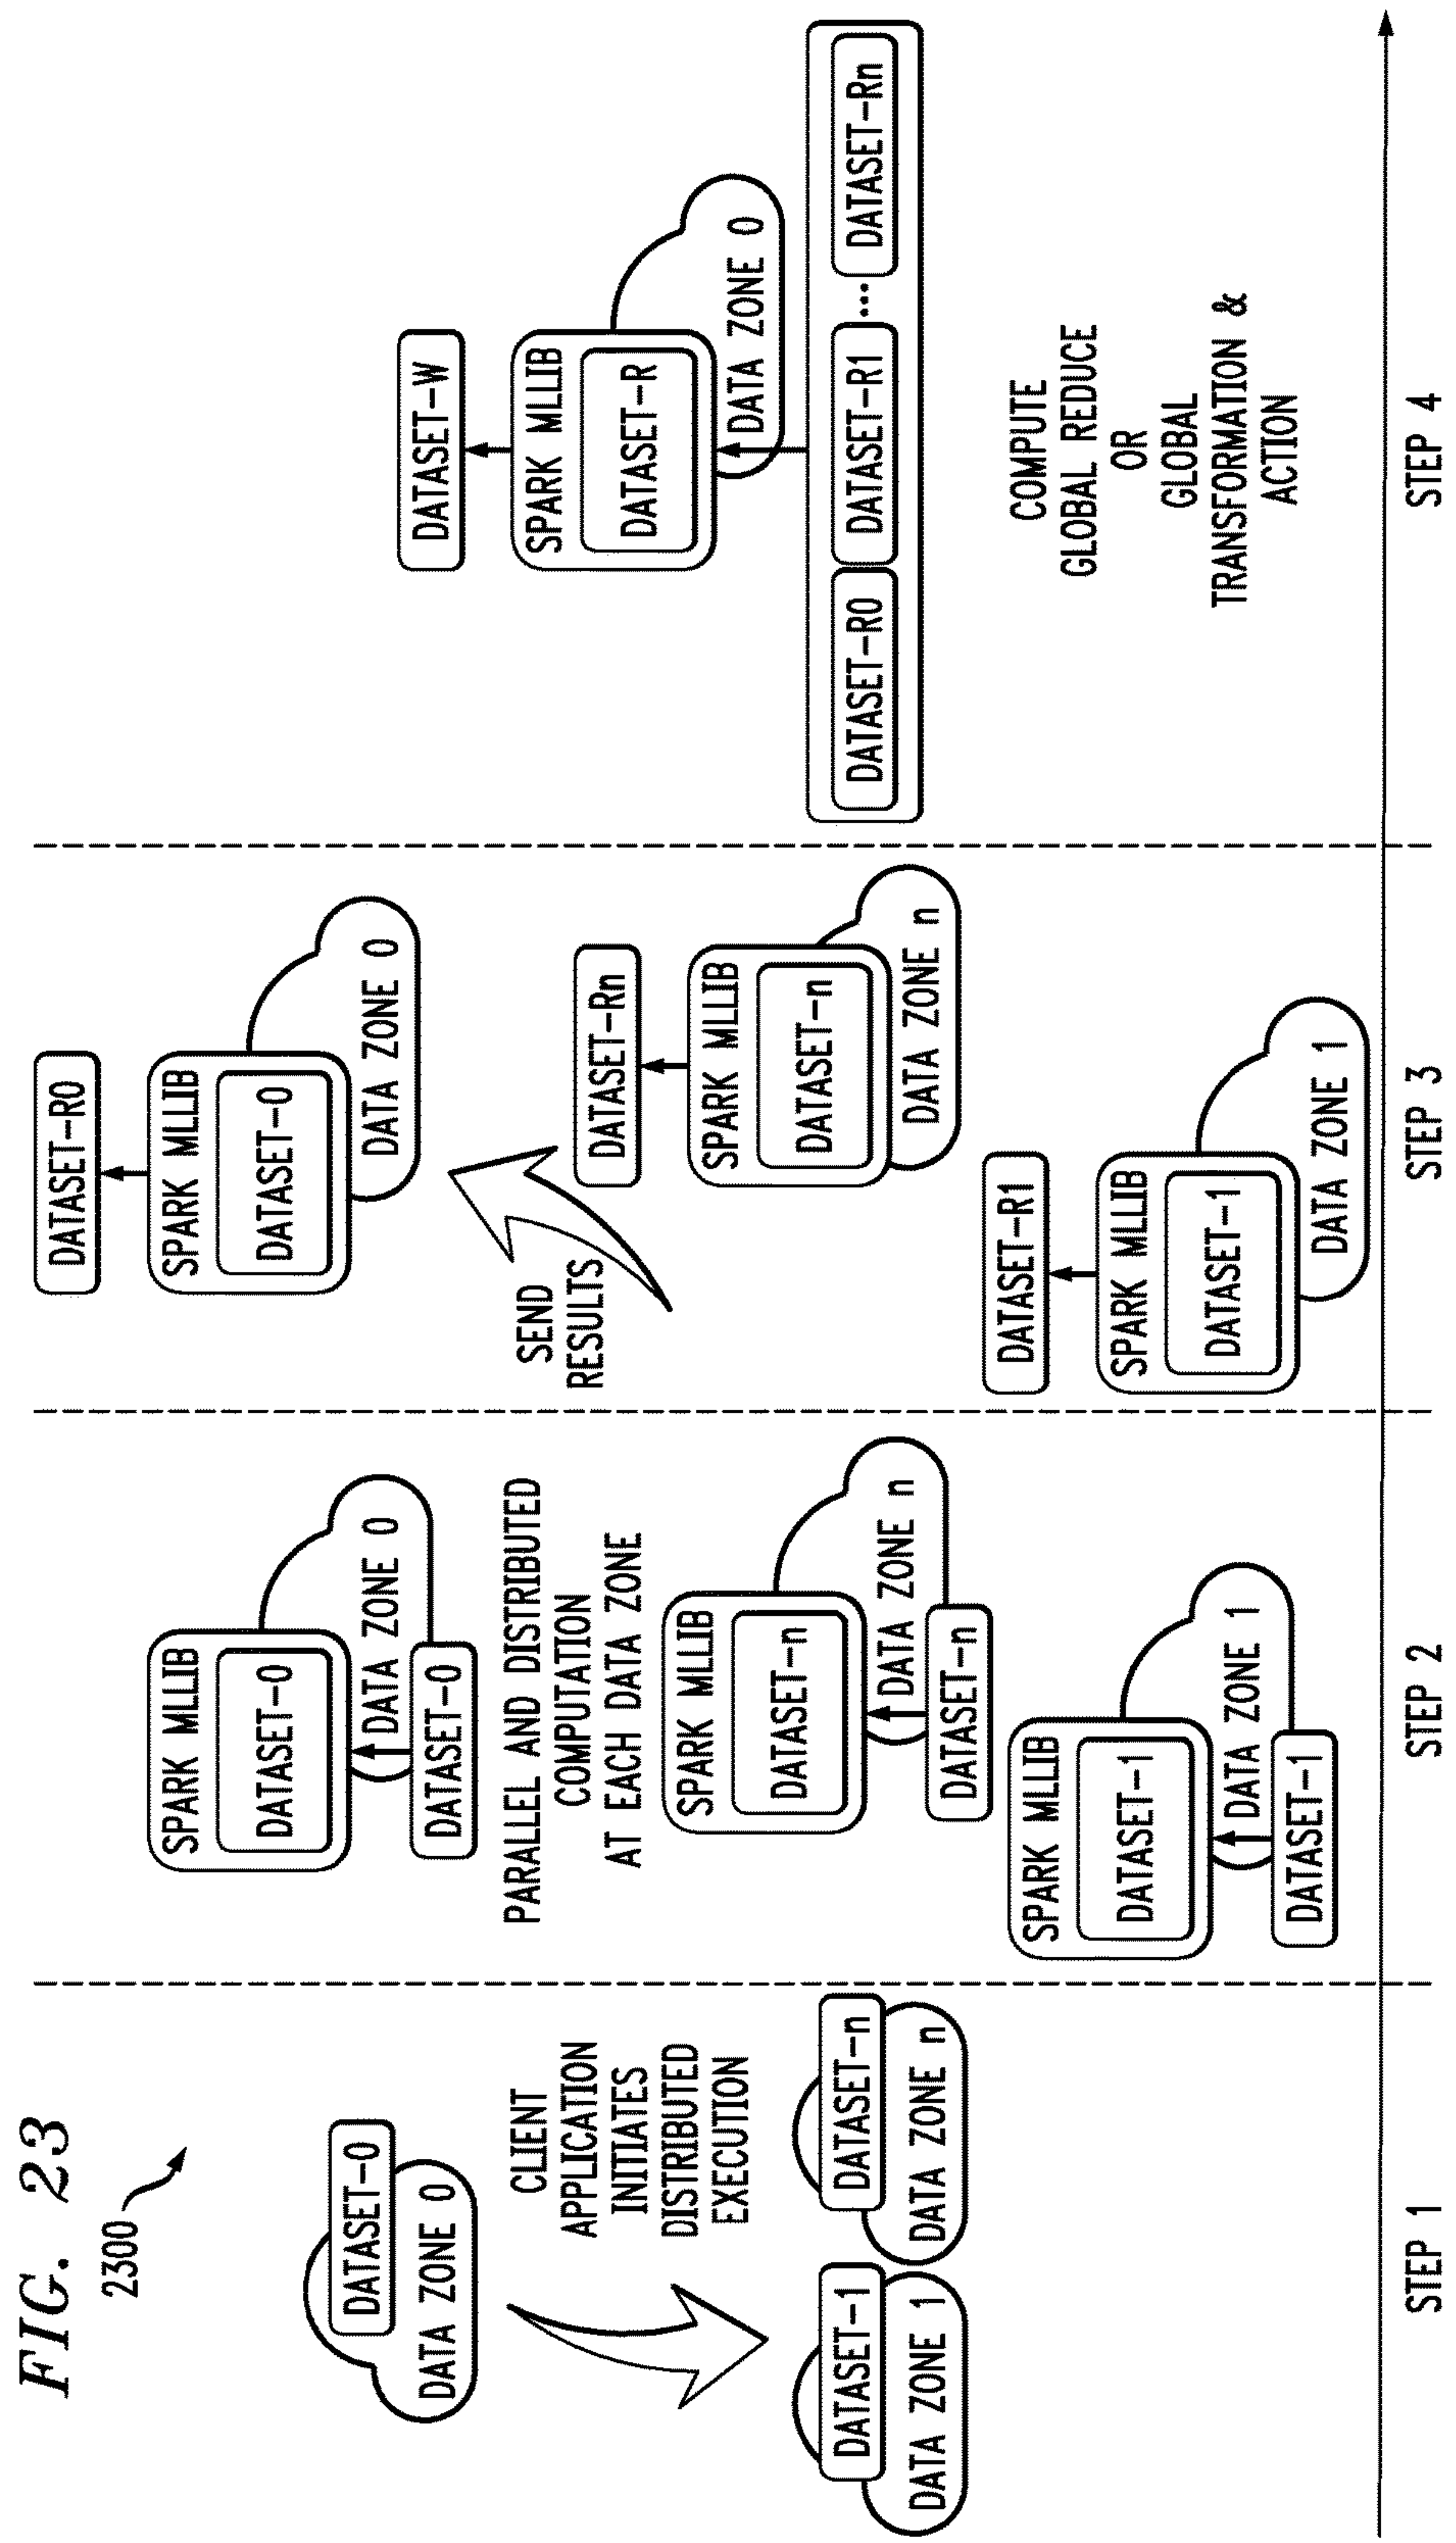 FIG. 23
2300
DATASET-0
DATA ZONE 0
CLIENT
APPLICATION
INITIATES
DISTRIBUTED
EXECUTION
DATASET-1
DATA ZONE 1
DATASET-n
DATA ZONE n
STEP 1
SPARK MLLIB
DATASET-0
DATA ZONE 0
DATASET-0
PARALLEL AND DISTRIBUTED
COMPUTATION
AT EACH DATA ZONE
SPARK MLLIB
DATASET-n
DATA ZONE n
DATASET-n
SPARK MLLIB
DATASET-1
DATA ZONE 1
DATASET-1
STEP 2
DATASET-R0
SPARK MLLIB
DATASET-0
DATA ZONE 0
SEND
RESULTS
DATASET-Rn
SPARK MLLIB
DATASET-n
DATA ZONE n
DATASET-R1
SPARK MLLIB
DATASET-1
DATA ZONE 1
STEP 3
DATASET-W
SPARK MLLIB
DATASET-R
DATA ZONE 0
DATASET-R0 DATASET-R1 ... DATASET-Rn
COMPUTE
GLOBAL REDUCE
OR
GLOBAL
TRANSFORMATION &
ACTION
STEP 4